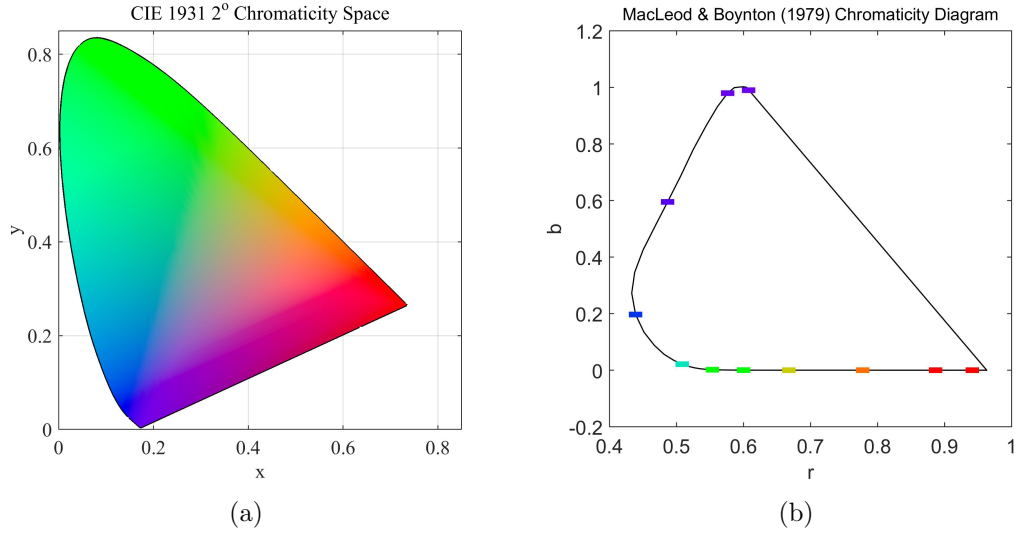 CIE 1931 2º Chromaticity Space
0.8
0.6
0.4
0.2
0
y
0 0.2 0.4 0.6 0.8
x
(a)
MacLeod & Boynton (1979) Chromaticity Diagram
1.2
1
0.8
0.6
0.4
0.2
0
-0.2
b
0.4 0.5 0.6 0.7 0.8 0.9 1
r
(b)